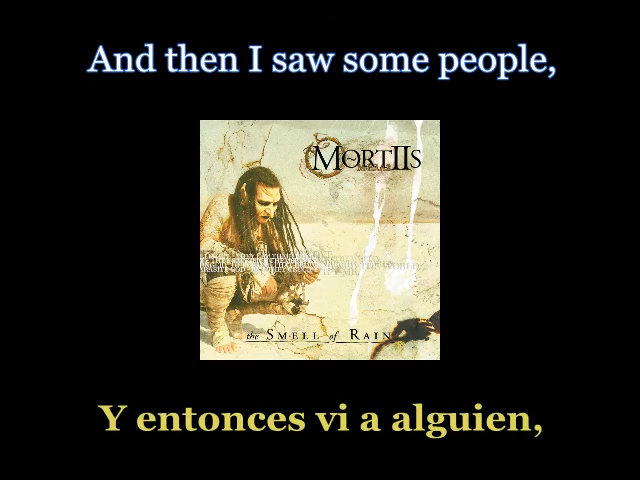 And then I saw some people,
MORTIIS
the SMELL of RAIN
Y entonces vi a alguien,